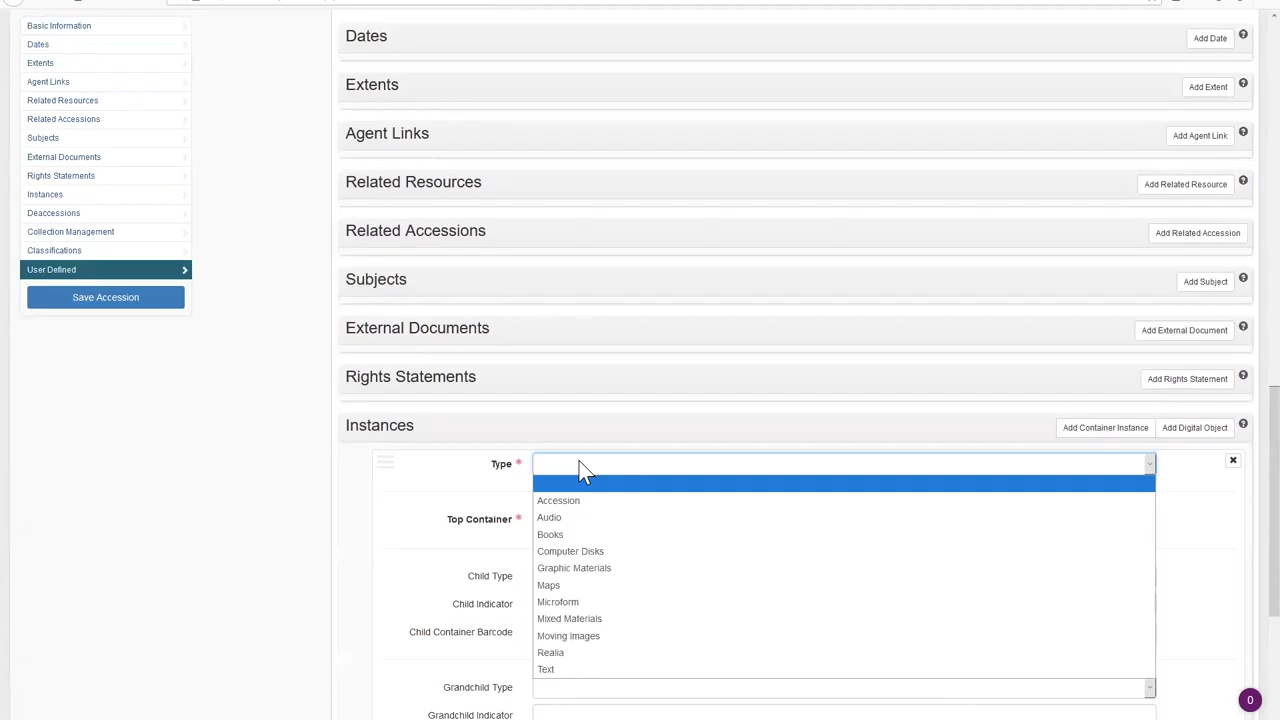 Basic Information
Dates
Extents
Agent Links
Related Resources
Related Accessions
Subjects
External Documents
Rights Statements
Instances
Deaccessions
Collection Management
Classifications
User Defined
Save Accession
Dates
Add Date
Extents
Add Extent
Agent Links
Add Agent Link
Related Resources
Add Related Resource
Related Accessions
Add Related Accession
Subjects
Add Subject
External Documents
Add External Document
Rights Statements
Add Rights Statement
Instances
Add Container Instance
Add Digital Object
Type *
Accession
Audio
Books
Computer Disks
Graphic Materials
Maps
Microform
Mixed Materials
Moving Images
Realia
Text
Top Container *
Child Type
Child Indicator
Child Container Barcode
Grandchild Type
Grandchild Indicator
0